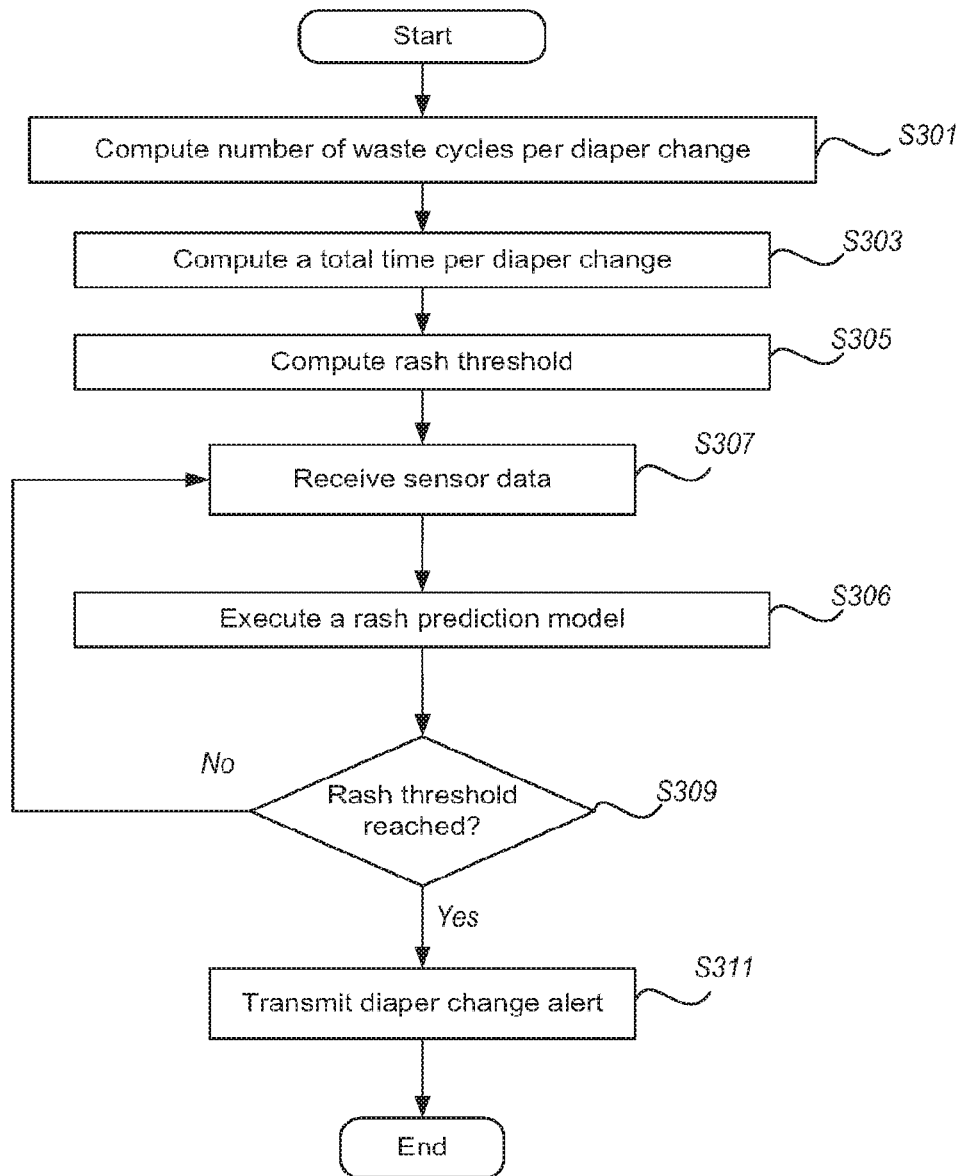 Start
Compute number of waste cycles per diaper change
S301
Compute a total time per diaper change
S303
Compute rash threshold
S305
Receive sensor data
S307
Execute a rash prediction model
S306
No
Rash threshold
reached?
S309
Yes
Transmit diaper change alert
S311
End